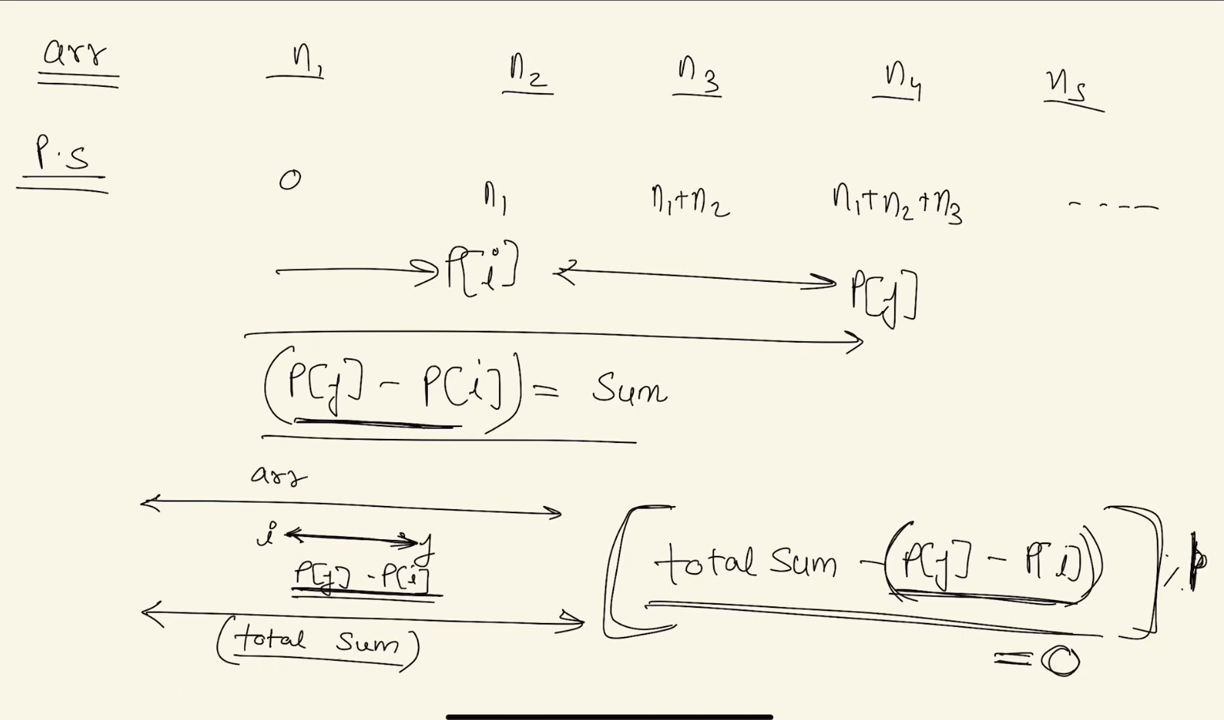 arr n₁ n₂ n₃ n₄ n₅
P.S 0 n₁ n₁+n₂ n₁+n₂+n₃ ----
P[i] P[j]
(P[j] - P[i]) = Sum
arr
i j
P[j] - P[i]
[total Sum - (P[j] - P[i])] % p
(total Sum)
= 0